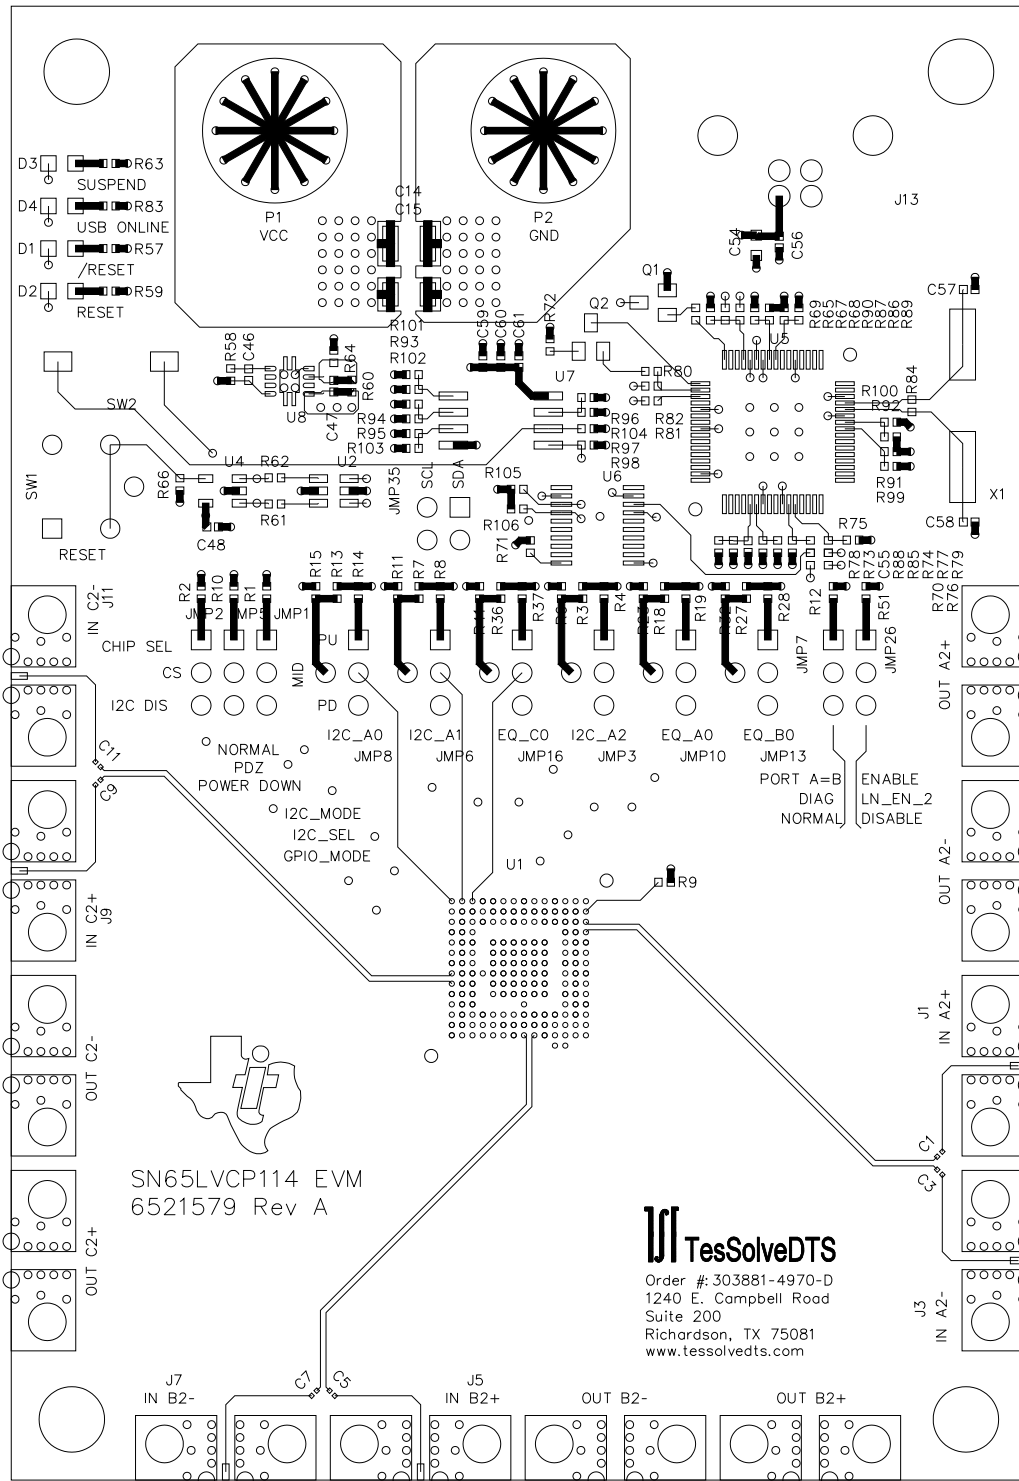 D3
R63
SUSPEND
D4
R83
USB ONLINE
D1
R57
/RESET
D2
R59
RESET
P1
VCC
C14
C15
P2
GND
J13
C54
C56
Q1
Q2
R72
C59
C60
C61
R69
R65
R67
R68
R90
R87
R86
R89
U5
C57
R101
R93
R102
R58
C46
R64
R60
U8
C47
R94
R95
R103
U7
R80
R82
R81
R96
R104
R97
R98
R100
R92
R84
R91
R99
X1
C58
SW2
SW1
RESET
R66
U4
R62
U2
R61
C48
JMP35
SCL
SDA
R105
R106
R71
U6
R75
R78
R73
C55
R88
R85
R74
R77
R79
R70
R76
R2
R10
R1
JMP2
JMP5
JMP1
R15
R13
R14
R11
R7
R8
R36
R37
R3
R4
R18
R19
R27
R28
R12
R51
JMP7
JMP26
IN C2-
J11
CHIP SEL
CS
I2C DIS
PU
MID
PD
I2C_A0
JMP8
I2C_A1
JMP6
EQ_C0
JMP16
I2C_A2
JMP3
EQ_A0
JMP10
EQ_B0
JMP13
OUT A2+
NORMAL
PDZ
POWER DOWN
I2C_MODE
I2C_SEL
GPIO_MODE
PORT A=B
DIAG
NORMAL
ENABLE
LN_EN_2
DISABLE
C11
C9
U1
R9
OUT A2-
IN C2+
J9
J1
IN A2+
OUT C2-
C1
C3
SN65LVCP114 EVM
6521579 Rev A
OUT C2+
TesSolveDTS
Order #: 303881-4970-D
1240 E. Campbell Road
Suite 200
Richardson, TX 75081
www.tessolvedts.com
J3
IN A2-
C7
C5
J7
IN B2-
J5
IN B2+
OUT B2-
OUT B2+